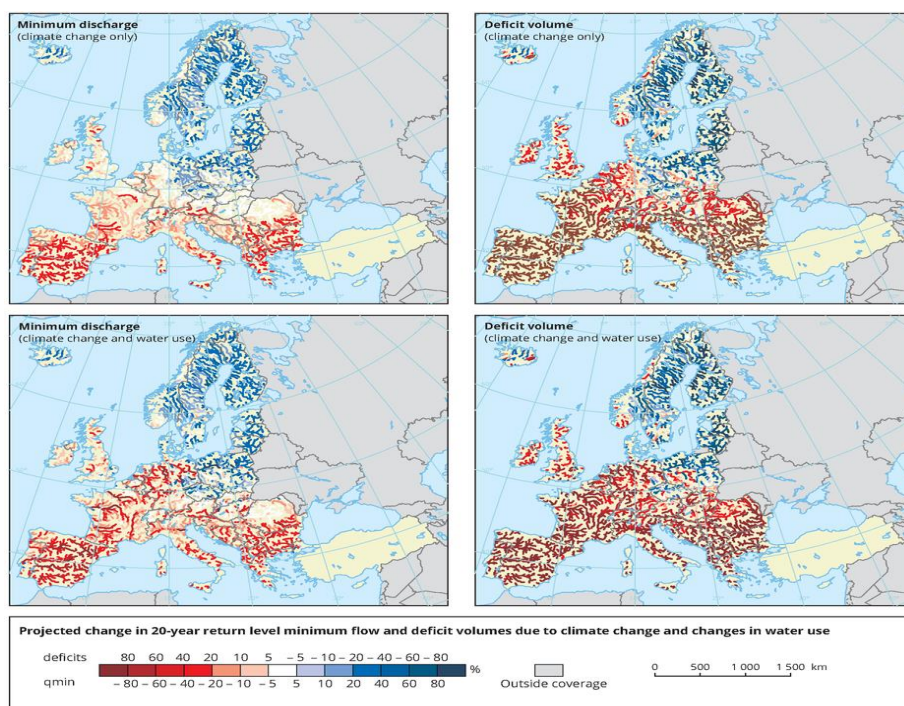 Minimum discharge
(climate change only)
Deficit volume
(climate change only)
Minimum discharge
(climate change and water use)
Deficit volume
(climate change and water use)
Projected change in 20-year return level minimum flow and deficit volumes due to climate change and changes in water use
deficits 80 60 40 20 10 5 – 5 – 10 – 20 – 40 – 60 – 80
%
qmin – 80 – 60 – 40 – 20 – 10 – 5 5 10 20 40 60 80
Outside coverage
0 500 1 000 1 500 km